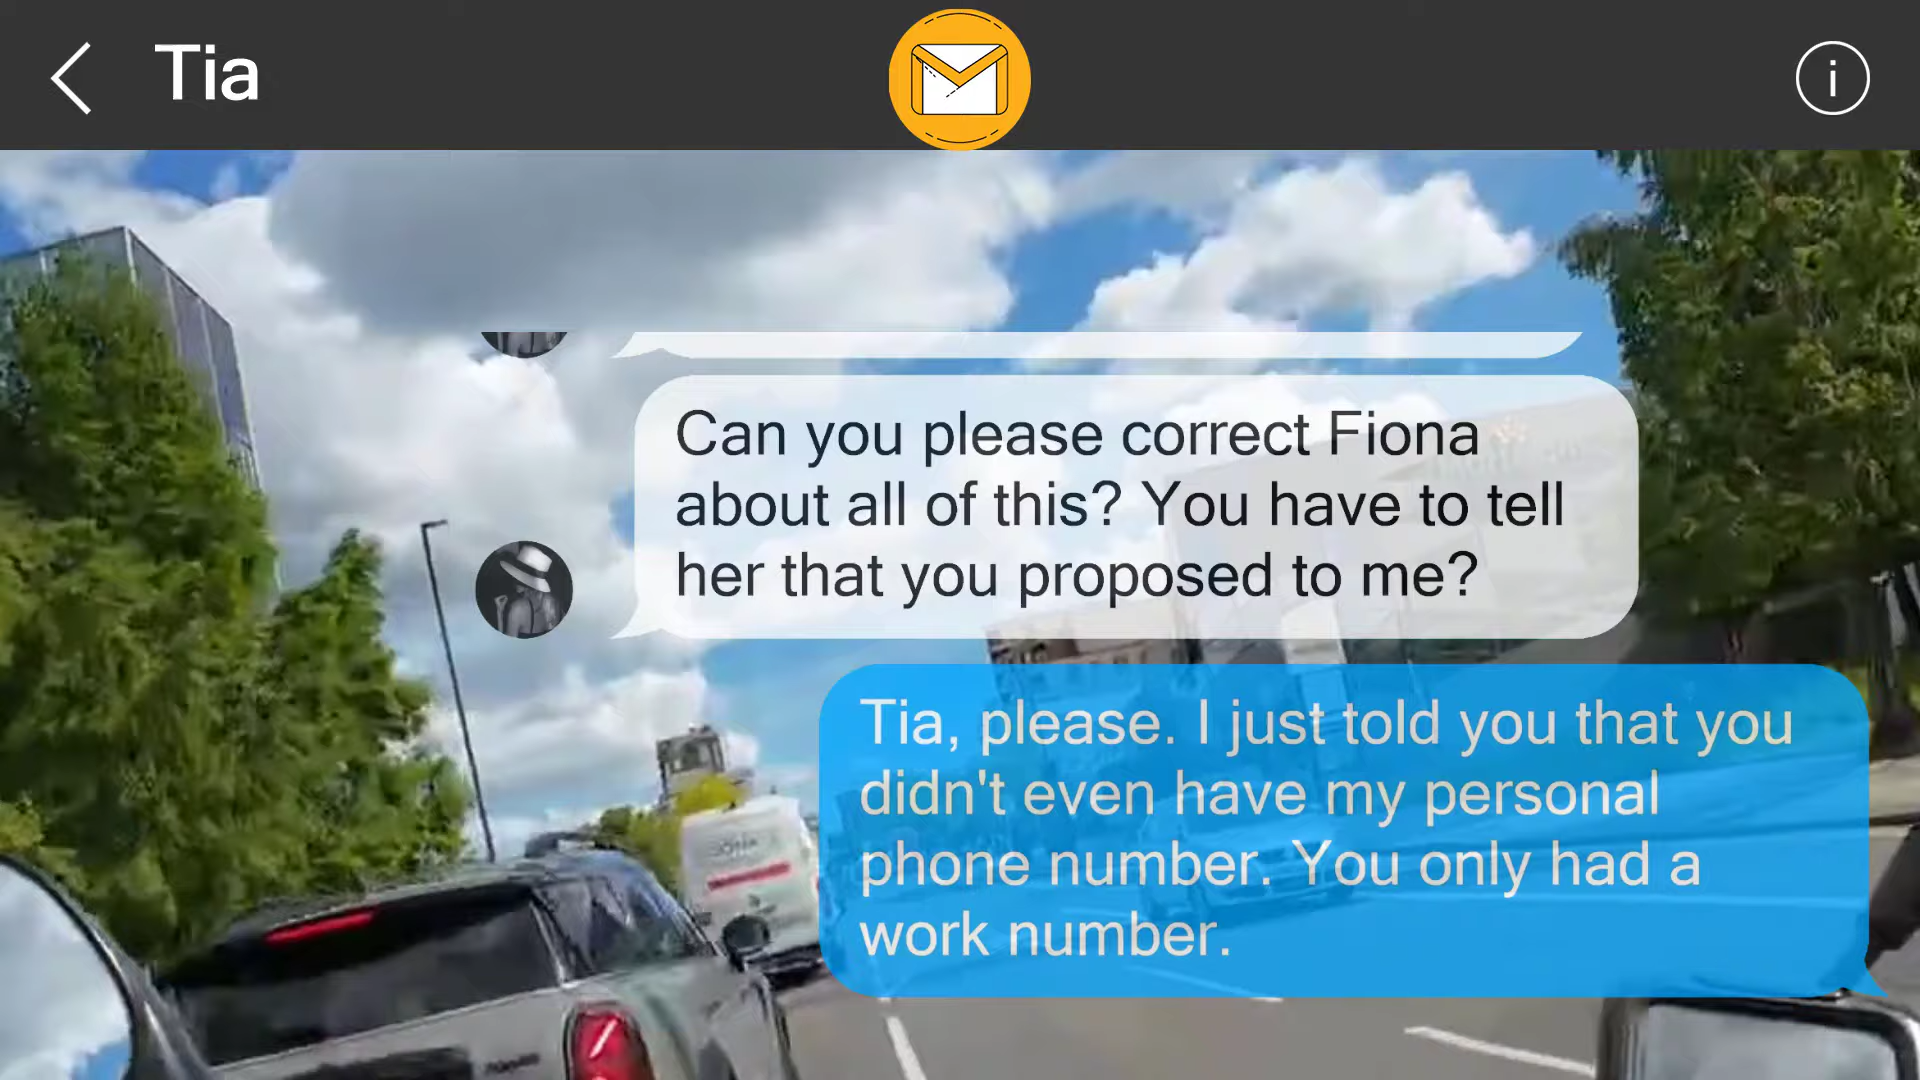 Tia
Can you please correct Fiona
about all of this? You have to tell
her that you proposed to me?
Tia, please. I just told you that you
didn't even have my personal
phone number. You only had a
work number.